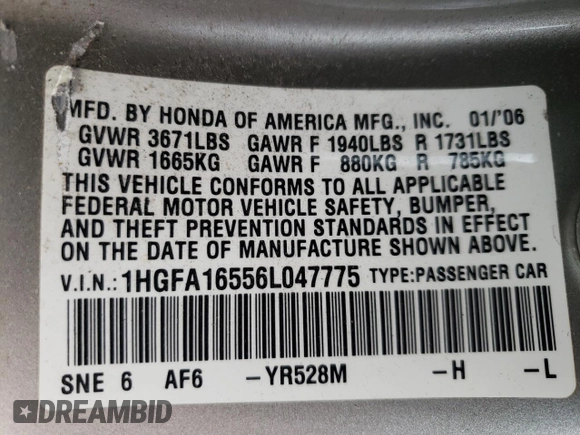 MFD. BY HONDA OF AMERICA MFG., INC. 01/'06
GVWR 3671LBS GAWR F 1940LBS R 1731LBS
GVWR 1665KG GAWR F 880KG R 785KG
THIS VEHICLE CONFORMS TO ALL APPLICABLE
FEDERAL MOTOR VEHICLE SAFETY, BUMPER,
AND THEFT PREVENTION STANDARDS IN EFFECT
ON THE DATE OF MANUFACTURE SHOWN ABOVE.
V.I.N.: 1HGFA16556L047775 TYPE:PASSENGER CAR
SNE 6 AF6 -YR528M -H -L
DREAMBID